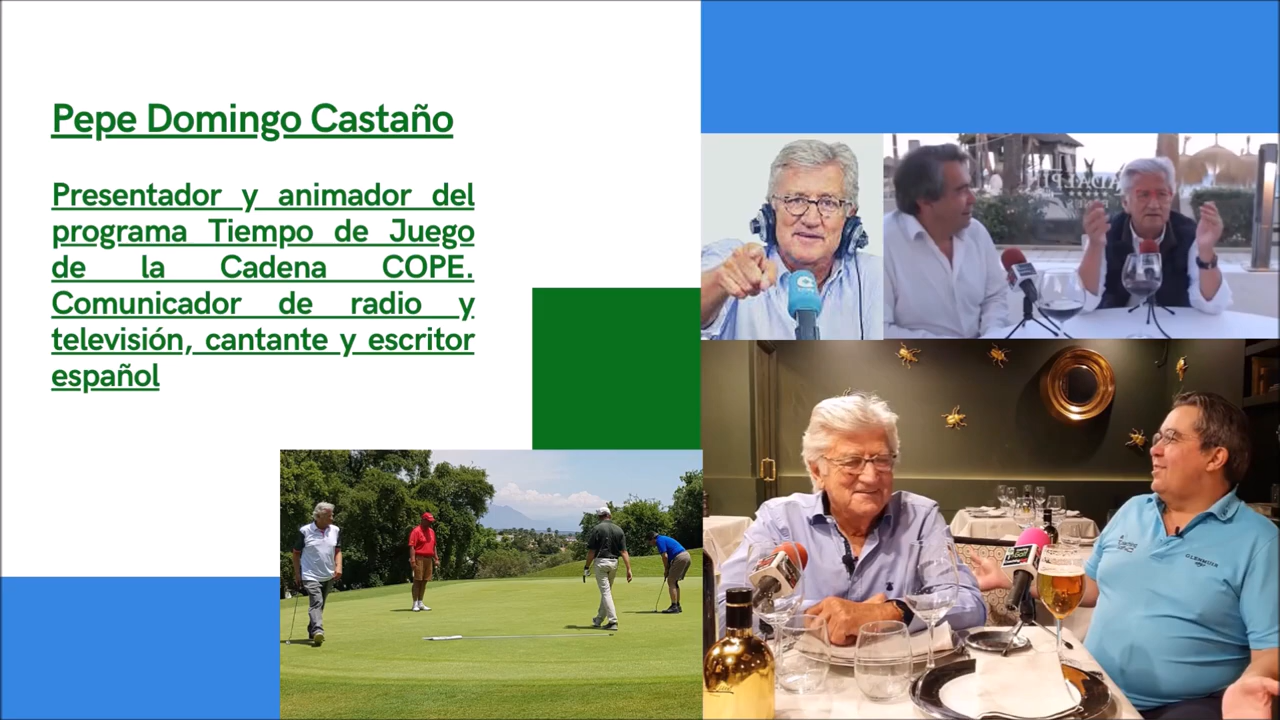 Pepe Domingo Castaño
Presentador y animador del
programa Tiempo de Juego
de la Cadena COPE.
Comunicador de radio y
televisión, cantante y escritor
español
GLENMUIR